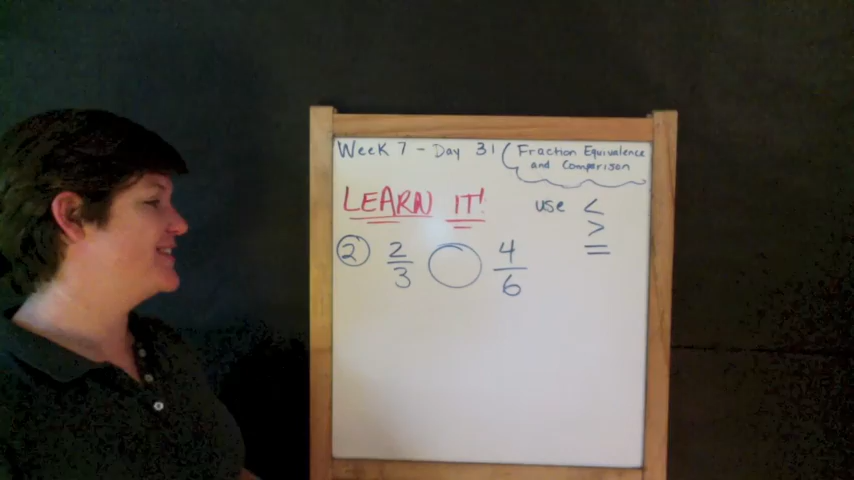 Week 7 - Day 31
Fraction Equivalence
and Comparison
LEARN IT!
use <
>
=
2 2/3 4/6